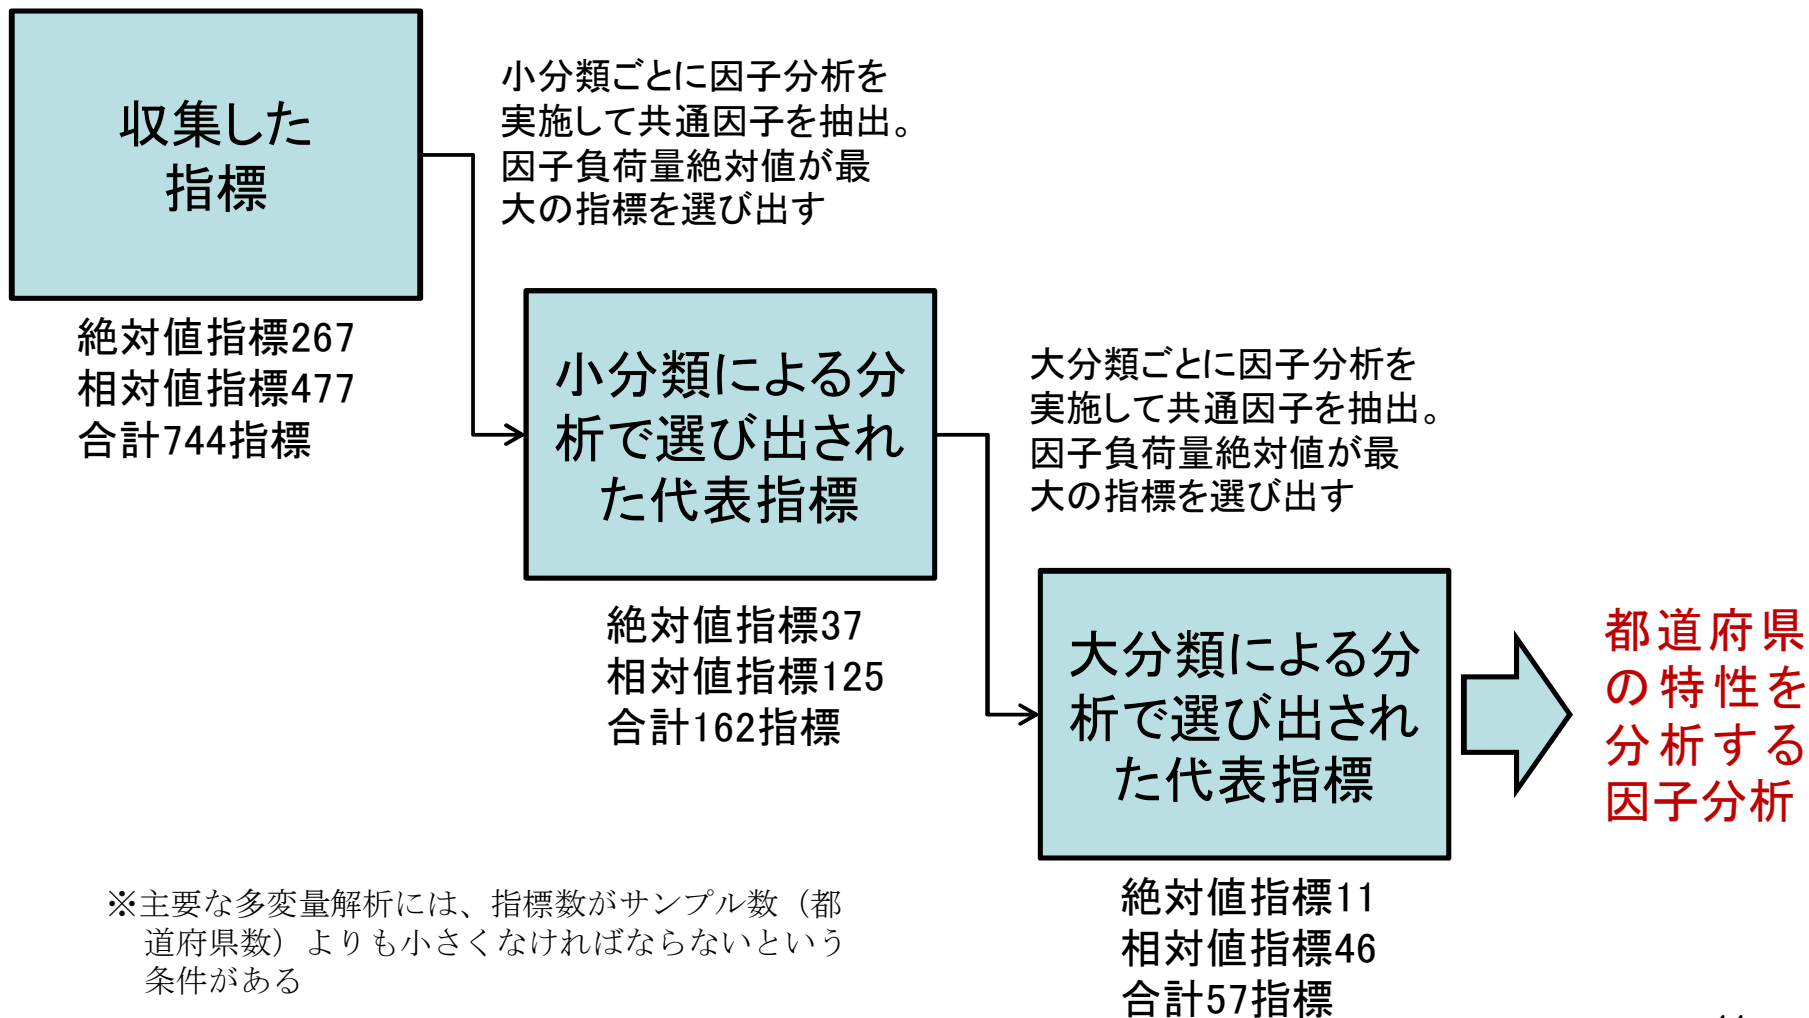 収集した
指標
小分類ごとに因子分析を
実施して共通因子を抽出。
因子負荷量絶対値が最
大の指標を選び出す
絶対値指標267
相対値指標477
合計744指標
小分類による分
析で選び出され
た代表指標
大分類ごとに因子分析を
実施して共通因子を抽出。
因子負荷量絶対値が最
大の指標を選び出す
絶対値指標37
相対値指標125
合計162指標
大分類による分
析で選び出され
た代表指標
都道府県
の特性を
分析する
因子分析
絶対値指標11
相対値指標46
合計57指標
※主要な多変量解析には、指標数がサンプル数（都
道府県数）よりも小さくなければならないという
条件がある